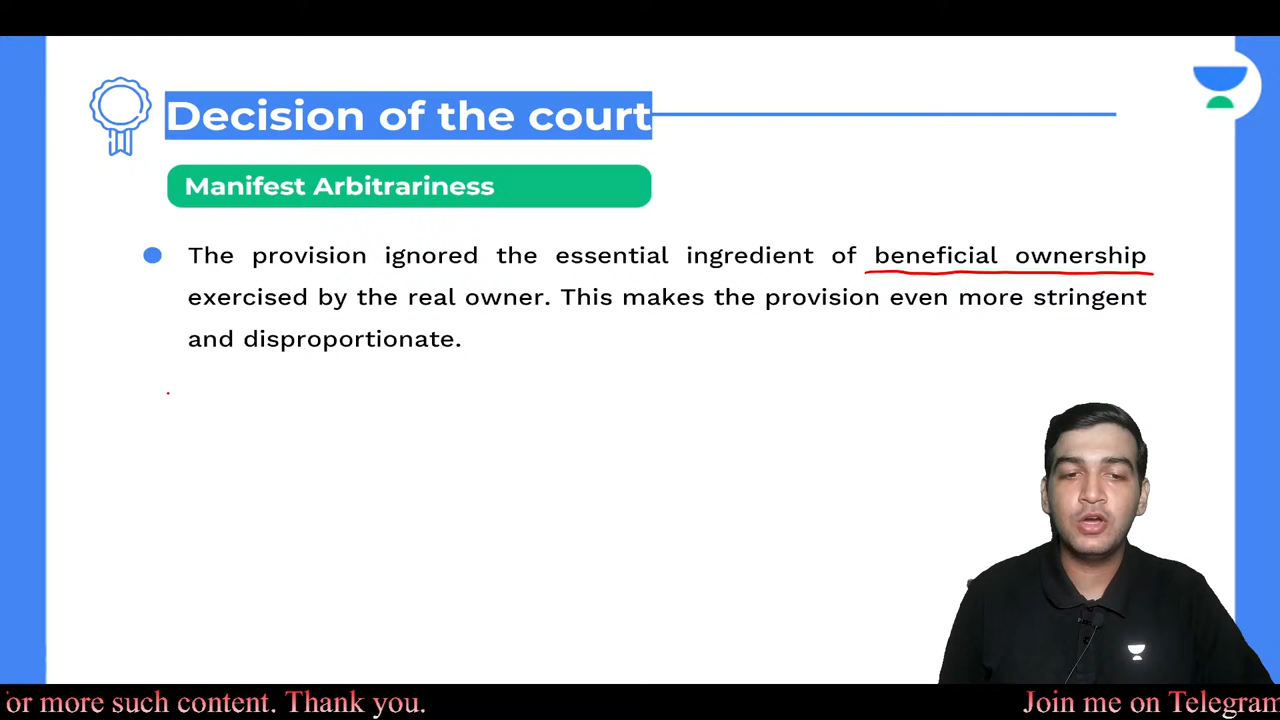 Decision of the court
Manifest Arbitrariness
The provision ignored the essential ingredient of beneficial ownership
exercised by the real owner. This makes the provision even more stringent
and disproportionate.
or more such content. Thank you.
Join me on Telegram